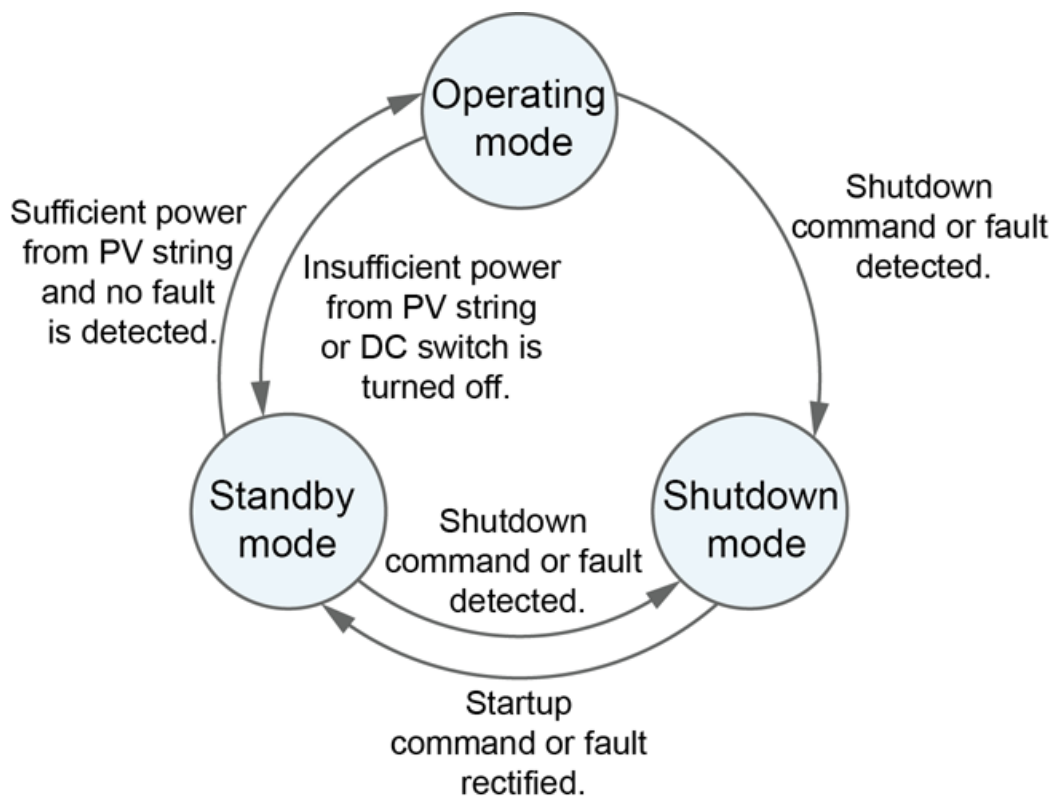 Operating
mode
Shutdown
command or fault
detected.
Sufficient power
from PV string
and no fault
is detected.
Insufficient power
from PV string
or DC switch is
turned off.
Standby
mode
Shutdown
command or fault
detected.
Shutdown
mode
Startup
command or fault
rectified.